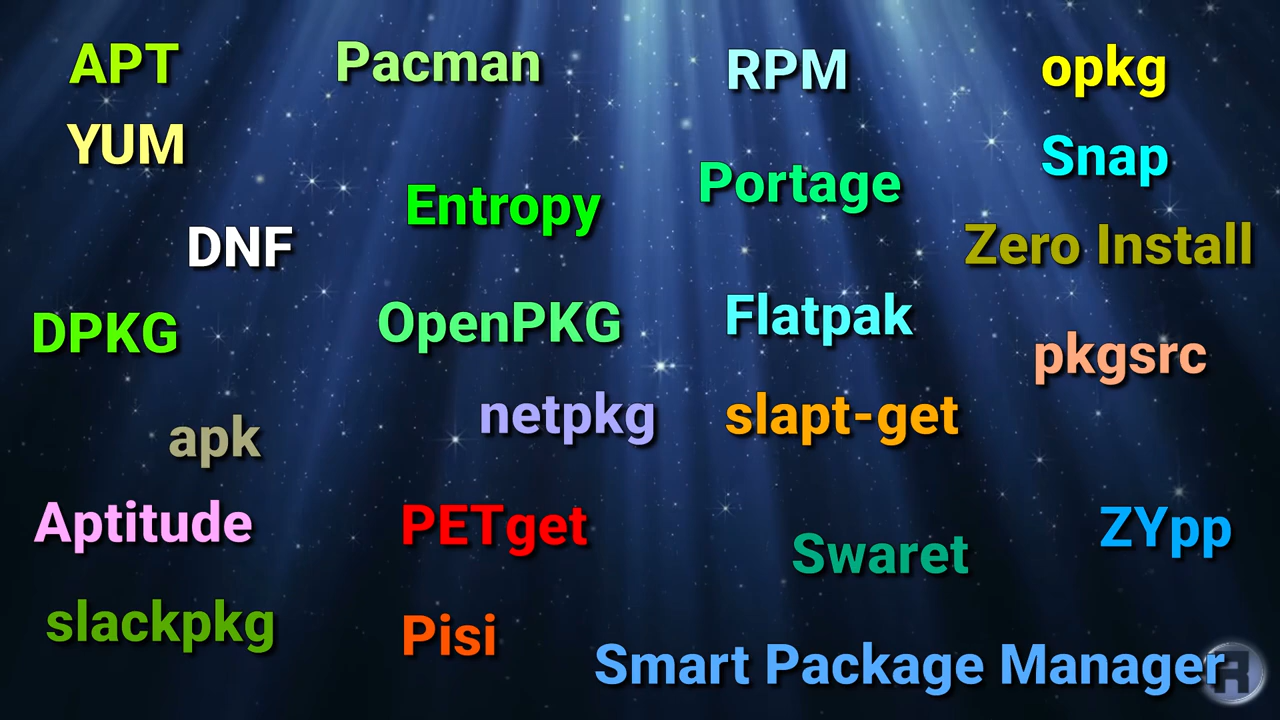 APT
Pacman
RPM
opkg
YUM
Snap
Entropy
Portage
DNF
Zero Install
DPKG
OpenPKG
Flatpak
pkgsrc
apk
netpkg
slapt-get
Aptitude
PETget
Swaret
ZYpp
slackpkg
Pisi
Smart Package Manager
R